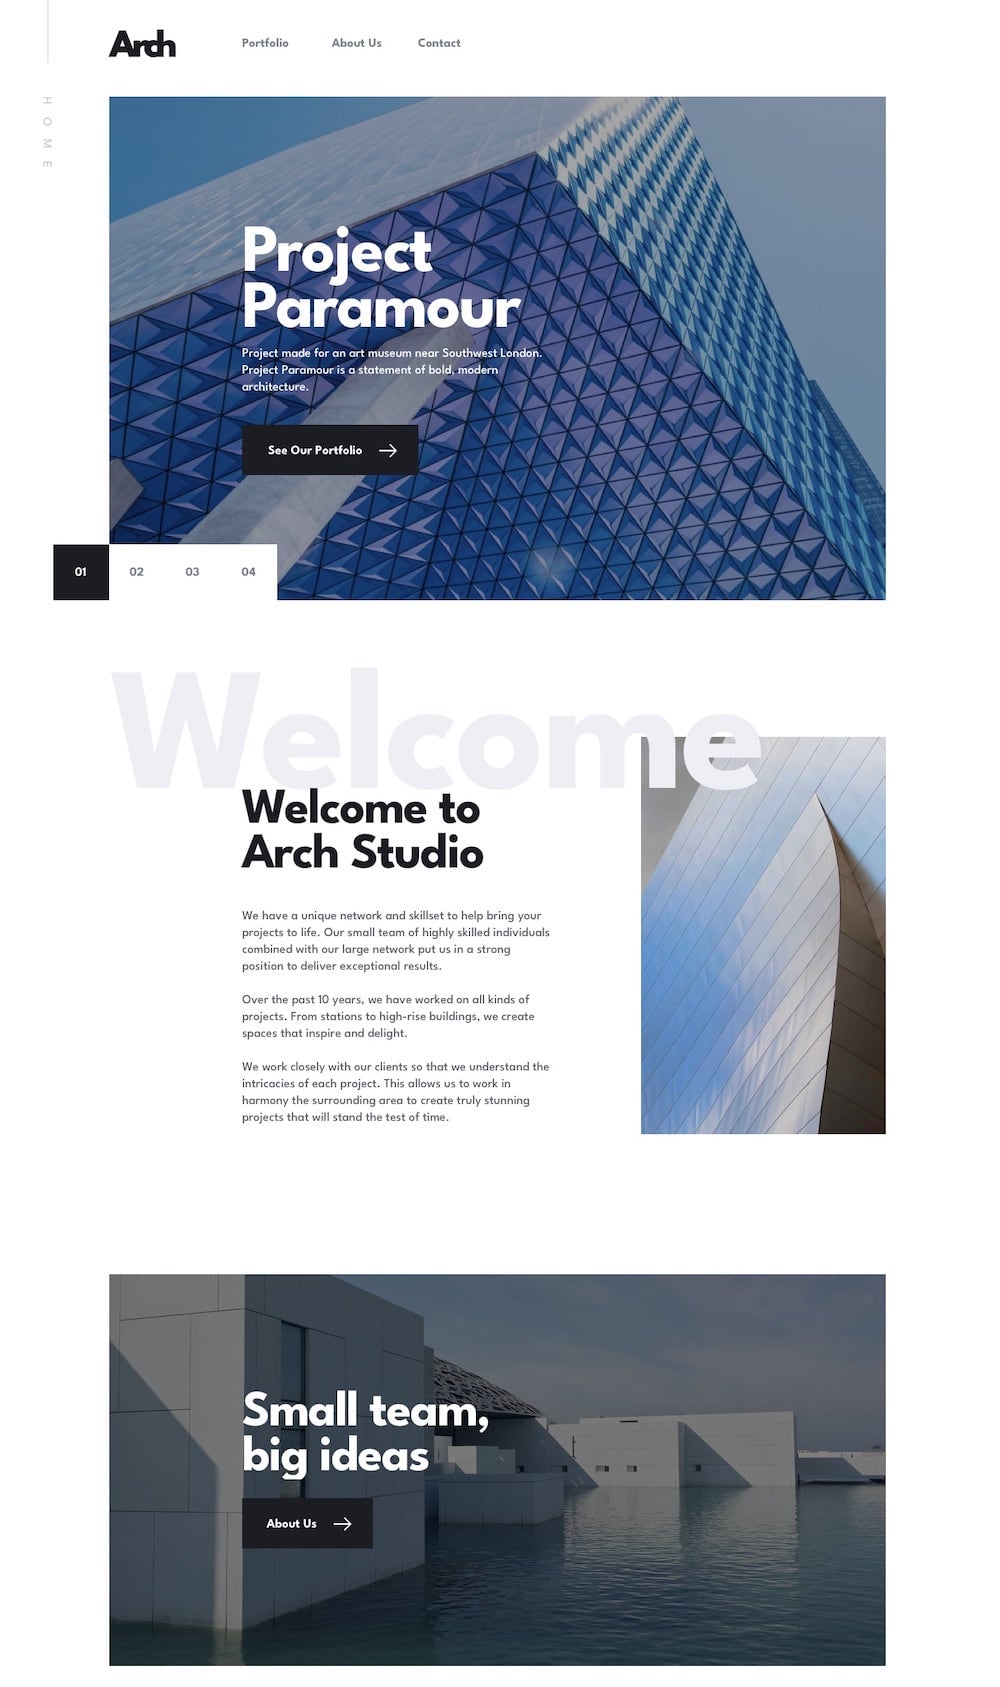 Arch
Portfolio
About Us
Contact
HOME
Project
Paramour
Project made for an art museum near Southwest London.
Project Paramour is a statement of bold, modern
architecture.
See Our Portfolio
01
02
03
04
Welcome
Welcome to
Arch Studio
We have a unique network and skillset to help bring your
projects to life. Our small team of highly skilled individuals
combined with our large network put us in a strong
position to deliver exceptional results.
Over the past 10 years, we have worked on all kinds of
projects. From stations to high-rise buildings, we create
spaces that inspire and delight.
We work closely with our clients so that we understand the
intricacies of each project. This allows us to work in
harmony the surrounding area to create truly stunning
projects that will stand the test of time.
Small team,
big ideas
About Us